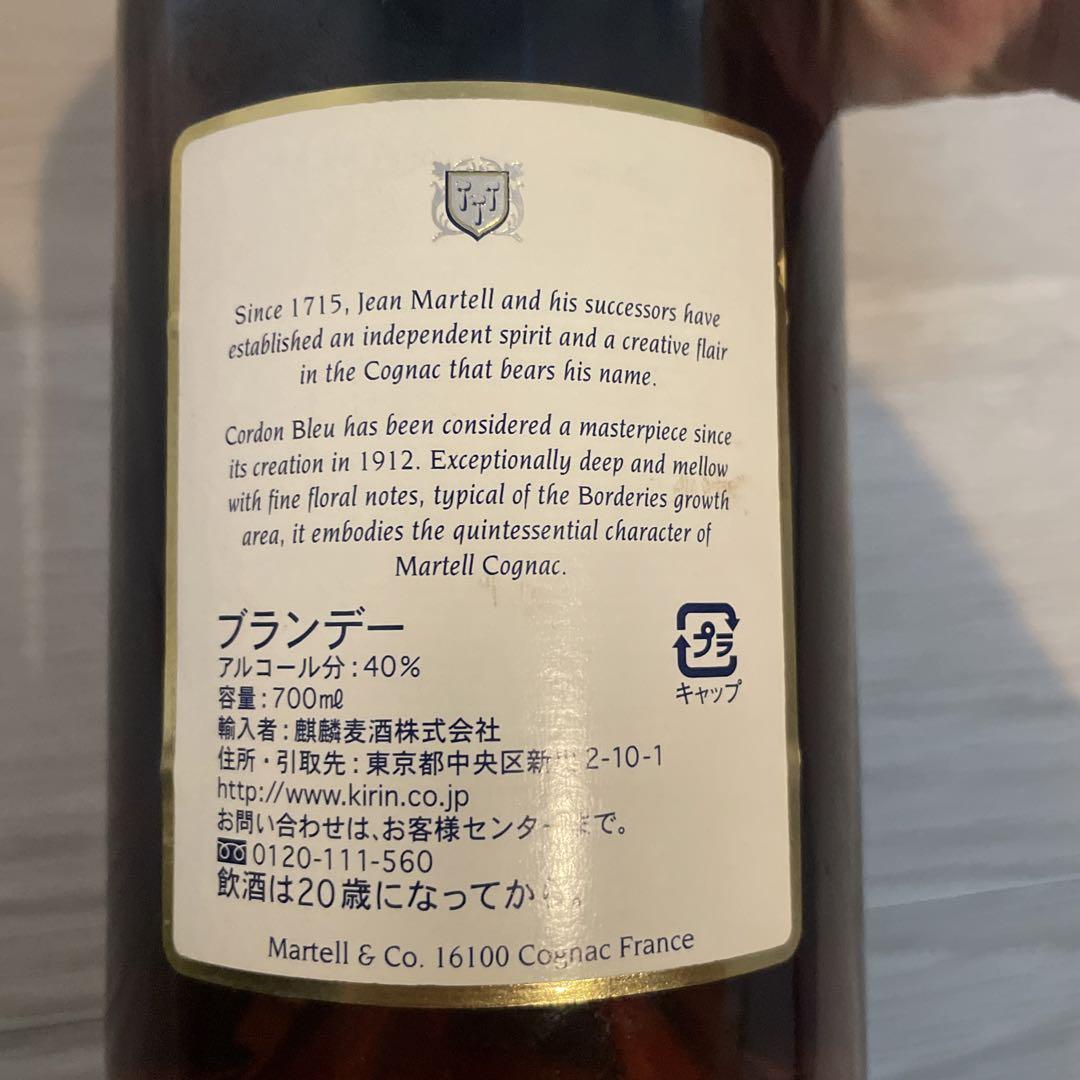 Since 1715, Jean Martell and his successors have
established an independent spirit and a creative flair
in the Cognac that bears his name.
Cordon Bleu has been considered a masterpiece since
its creation in 1912. Exceptionally deep and mellow
with fine floral notes, typical of the Borderies growth
area, it embodies the quintessential character of
Martell Cognac.
ブランデー
プラ
アルコール分:40%
キャップ
容量:700mℓ
輸入者:麒麟麦酒株式会社
住所・引取先:東京都中央区新 2-10-1
http://www.kirin.co.jp
お問い合わせは、お客様センターまで。
0120-111-560
飲酒は20歳になってから。
Martell & Co. 16100 Cognac France